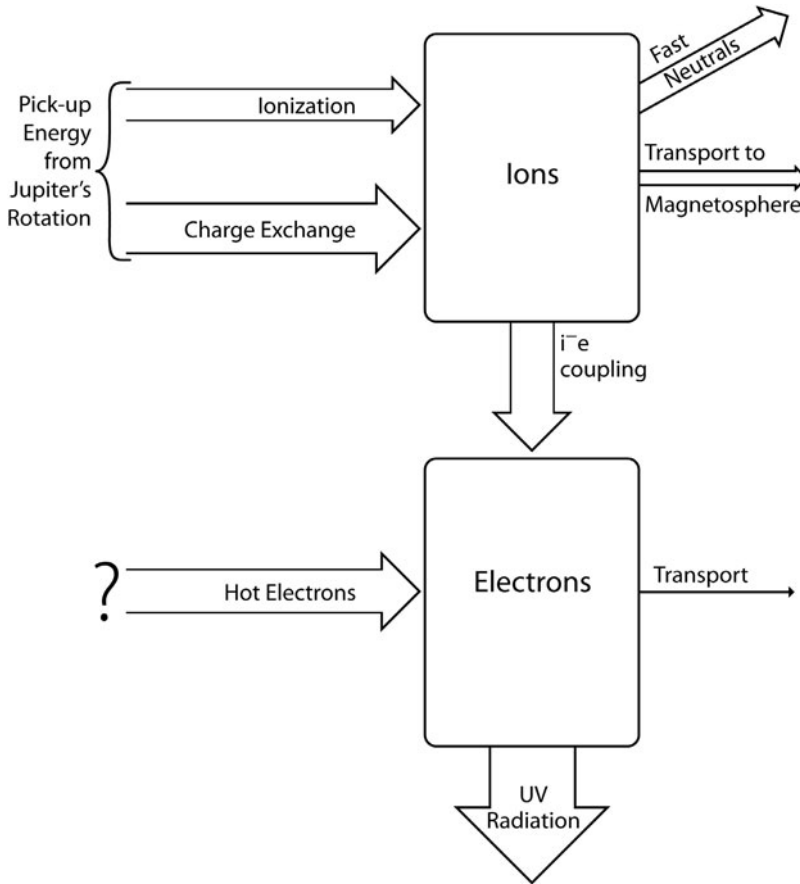 Fast
Neutrals
Pick-up
Energy
from
Jupiter's
Rotation
Ionization
Charge Exchange
Ions
Transport to
Magnetosphere
i⁻e
coupling
?
Hot Electrons
Electrons
Transport
UV
Radiation